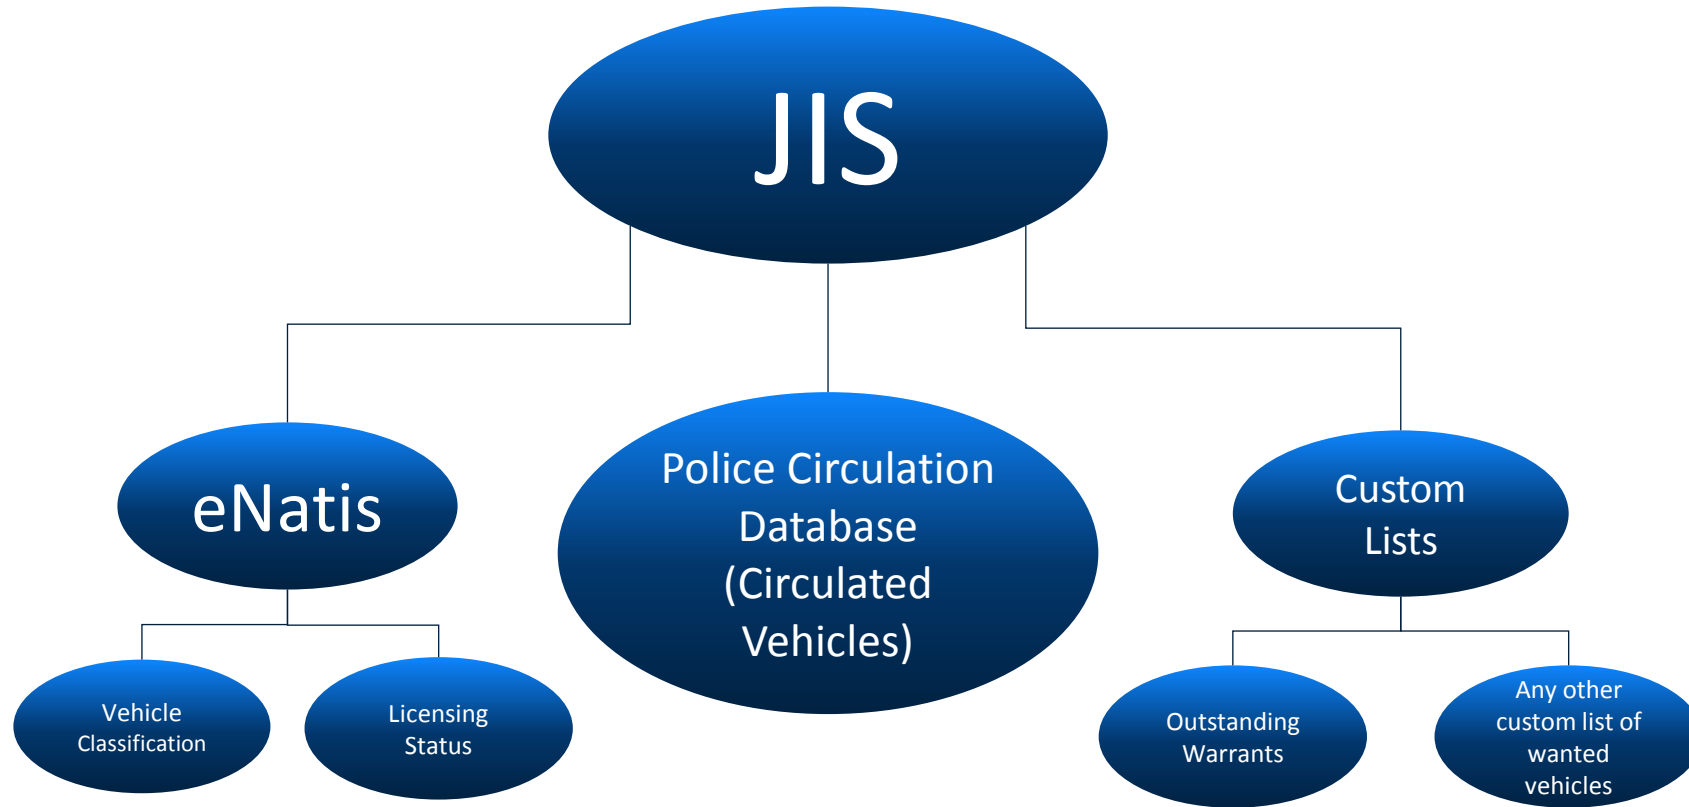 JIS
eNatis
Police Circulation
Database
(Circulated
Vehicles)
Custom
Lists
Vehicle
Classification
Licensing
Status
Outstanding
Warrants
Any other
custom list of
wanted
vehicles